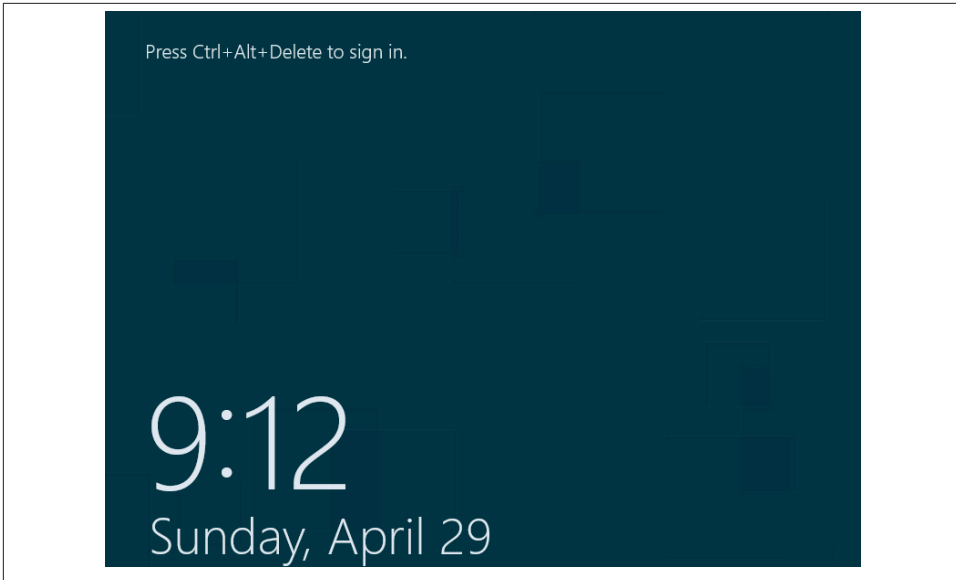 Press Ctrl+Alt+Delete to sign in.
9:12
Sunday, April 29